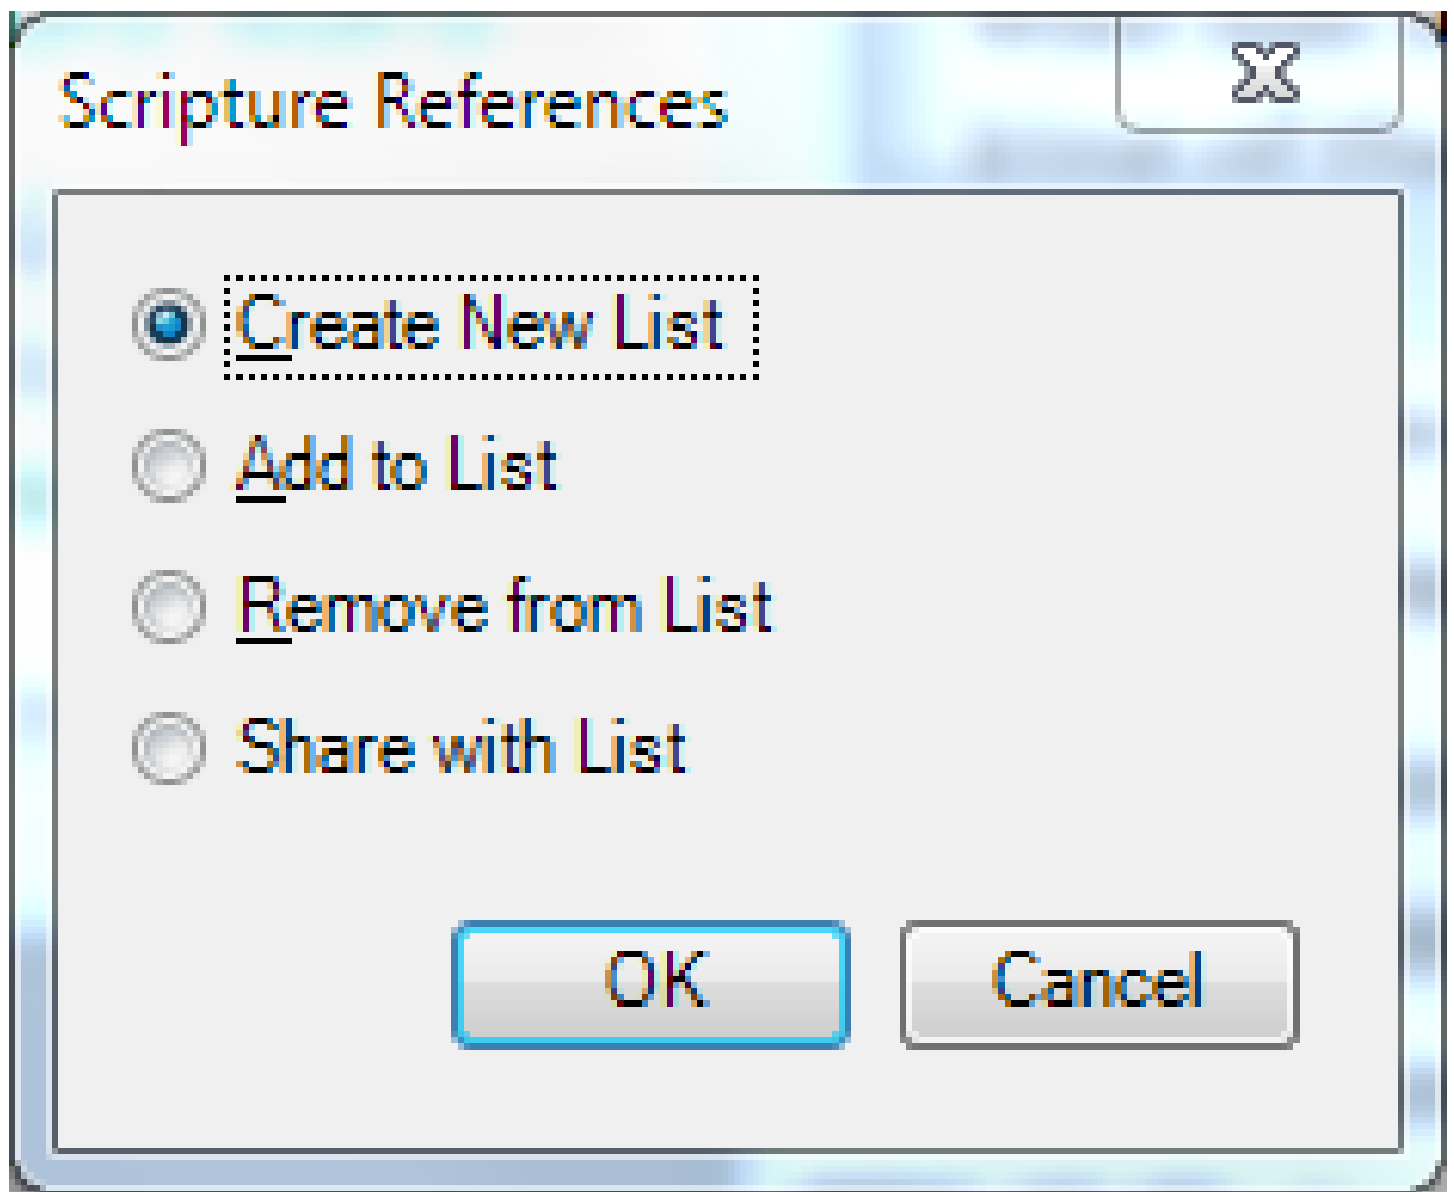 Scripture References
Create New List
Add to List
Remove from List
Share with List
OK Cancel